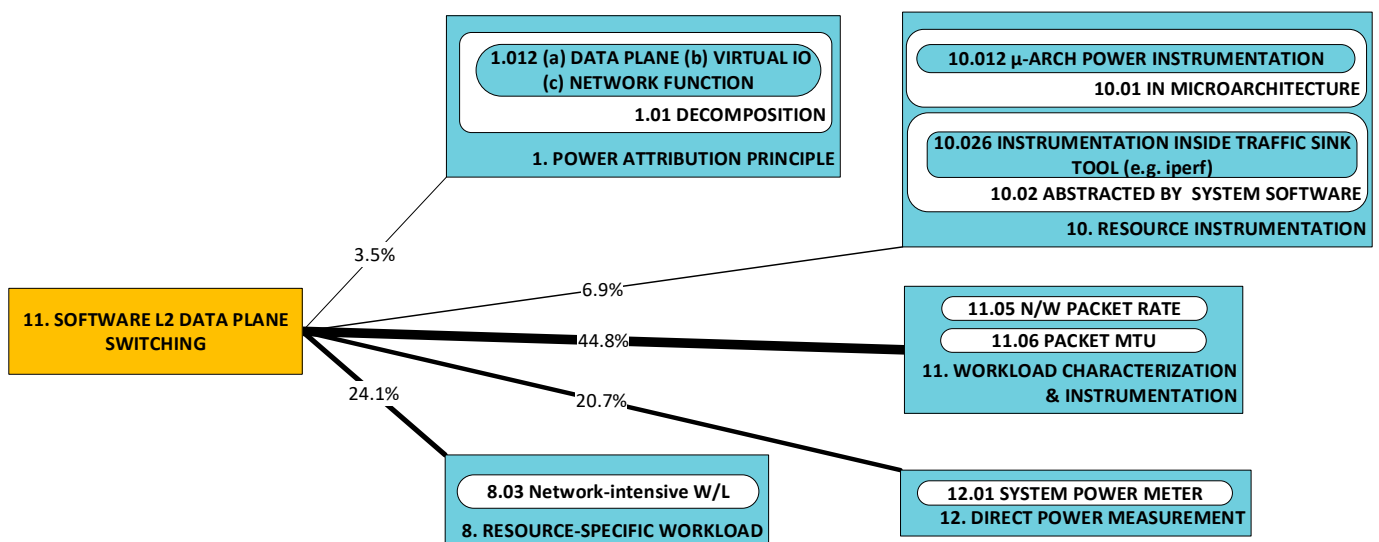 1.012 (a) DATA PLANE (b) VIRTUAL IO
(c) NETWORK FUNCTION
1.01 DECOMPOSITION
1. POWER ATTRIBUTION PRINCIPLE
10.012 µ-ARCH POWER INSTRUMENTATION
10.01 IN MICROARCHITECTURE
10.026 INSTRUMENTATION INSIDE TRAFFIC SINK
TOOL (e.g. iperf)
10.02 ABSTRACTED BY SYSTEM SOFTWARE
10. RESOURCE INSTRUMENTATION
3.5%
6.9%
11. SOFTWARE L2 DATA PLANE
SWITCHING
44.8%
11.05 N/W PACKET RATE
11.06 PACKET MTU
11. WORKLOAD CHARACTERIZATION
& INSTRUMENTATION
24.1%
20.7%
8.03 Network-intensive W/L
8. RESOURCE-SPECIFIC WORKLOAD
12.01 SYSTEM POWER METER
12. DIRECT POWER MEASUREMENT